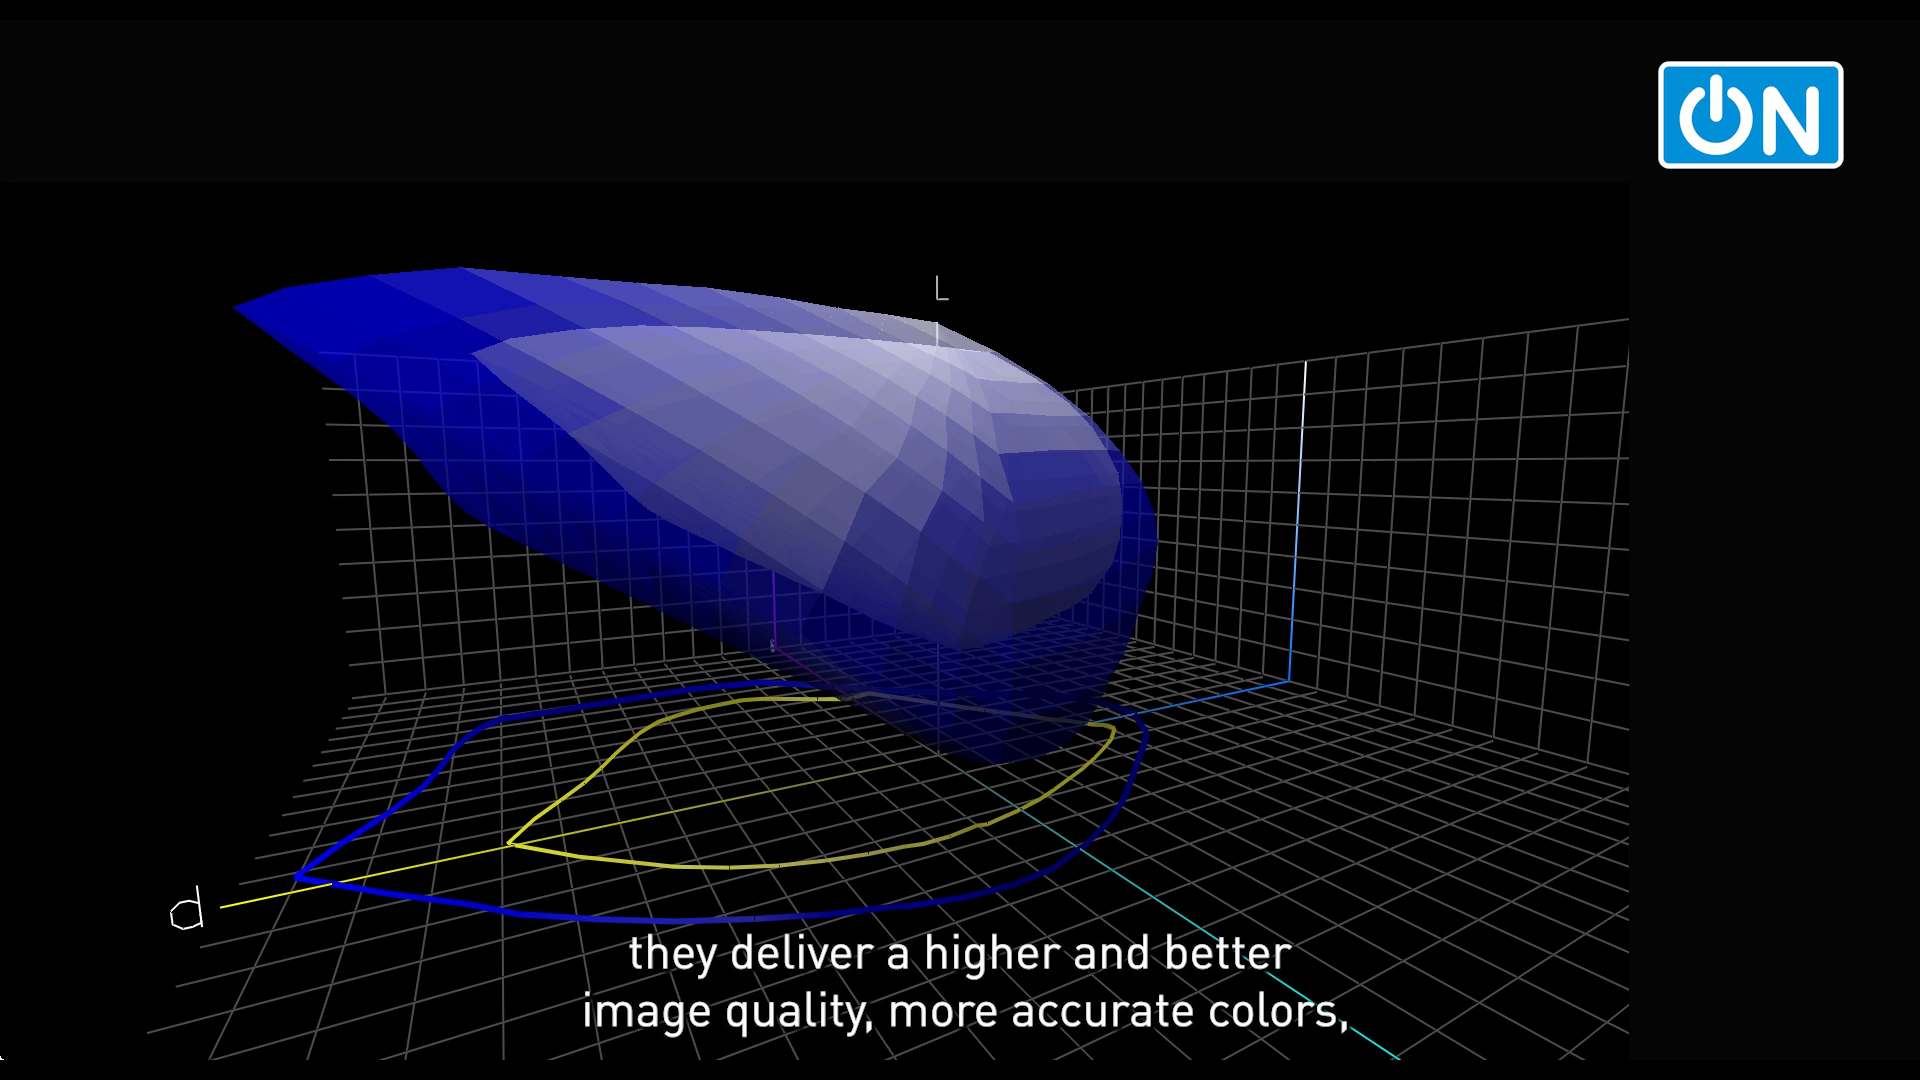 ON
L
d
they deliver a higher and better
image quality, more accurate colors,